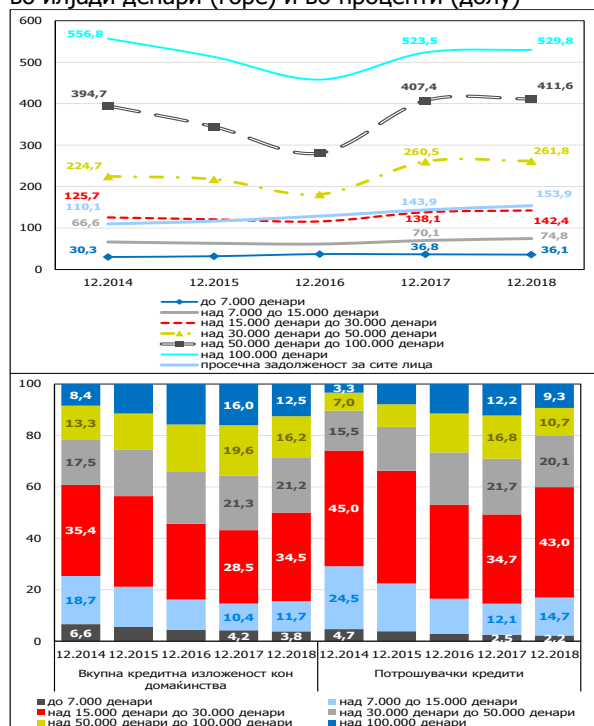 во илјади денари (горе) и во проценти (долу)
600
500
400
300
200
100
0
556,8
523,5
529,8
394,7
407,4
411,6
224,7
260,5
261,8
125,7
110,1
143,9
153,9
138,1
142,4
66,6
70,1
74,8
30,3
36,8
36,1
12.2014 12.2015 12.2016 12.2017 12.2018
до 7.000 денари
над 7.000 до 15.000 денари
над 15.000 денари до 30.000 денари
над 30.000 денари до 50.000 денари
над 50.000 денари до 100.000 денари
над 100.000 денари
просечна задолженост за сите лица
100
80
60
40
20
0
8,4 16,0 12,5 3,3 12,2 9,3
13,3 19,6 16,2 7,0 16,8 10,7
17,5 21,3 21,2 15,5 21,7 20,1
35,4 28,5 34,5 45,0 34,7 43,0
18,7 10,4 11,7 24,5 12,1 14,7
6,6 4,2 3,8 4,7 2,5 2,2
12.2014 12.2015 12.2016 12.2017 12.2018 12.2014 12.2015 12.2016 12.2017 12.2018
Вкупна кредитна изложеност кон домаќинства
Потрошувачки кредити
до 7.000 денари
над 7.000 до 15.000 денари
над 15.000 денари до 30.000 денари
над 30.000 денари до 50.000 денари
над 50.000 денари до 100.000 денари
над 100.000 денари